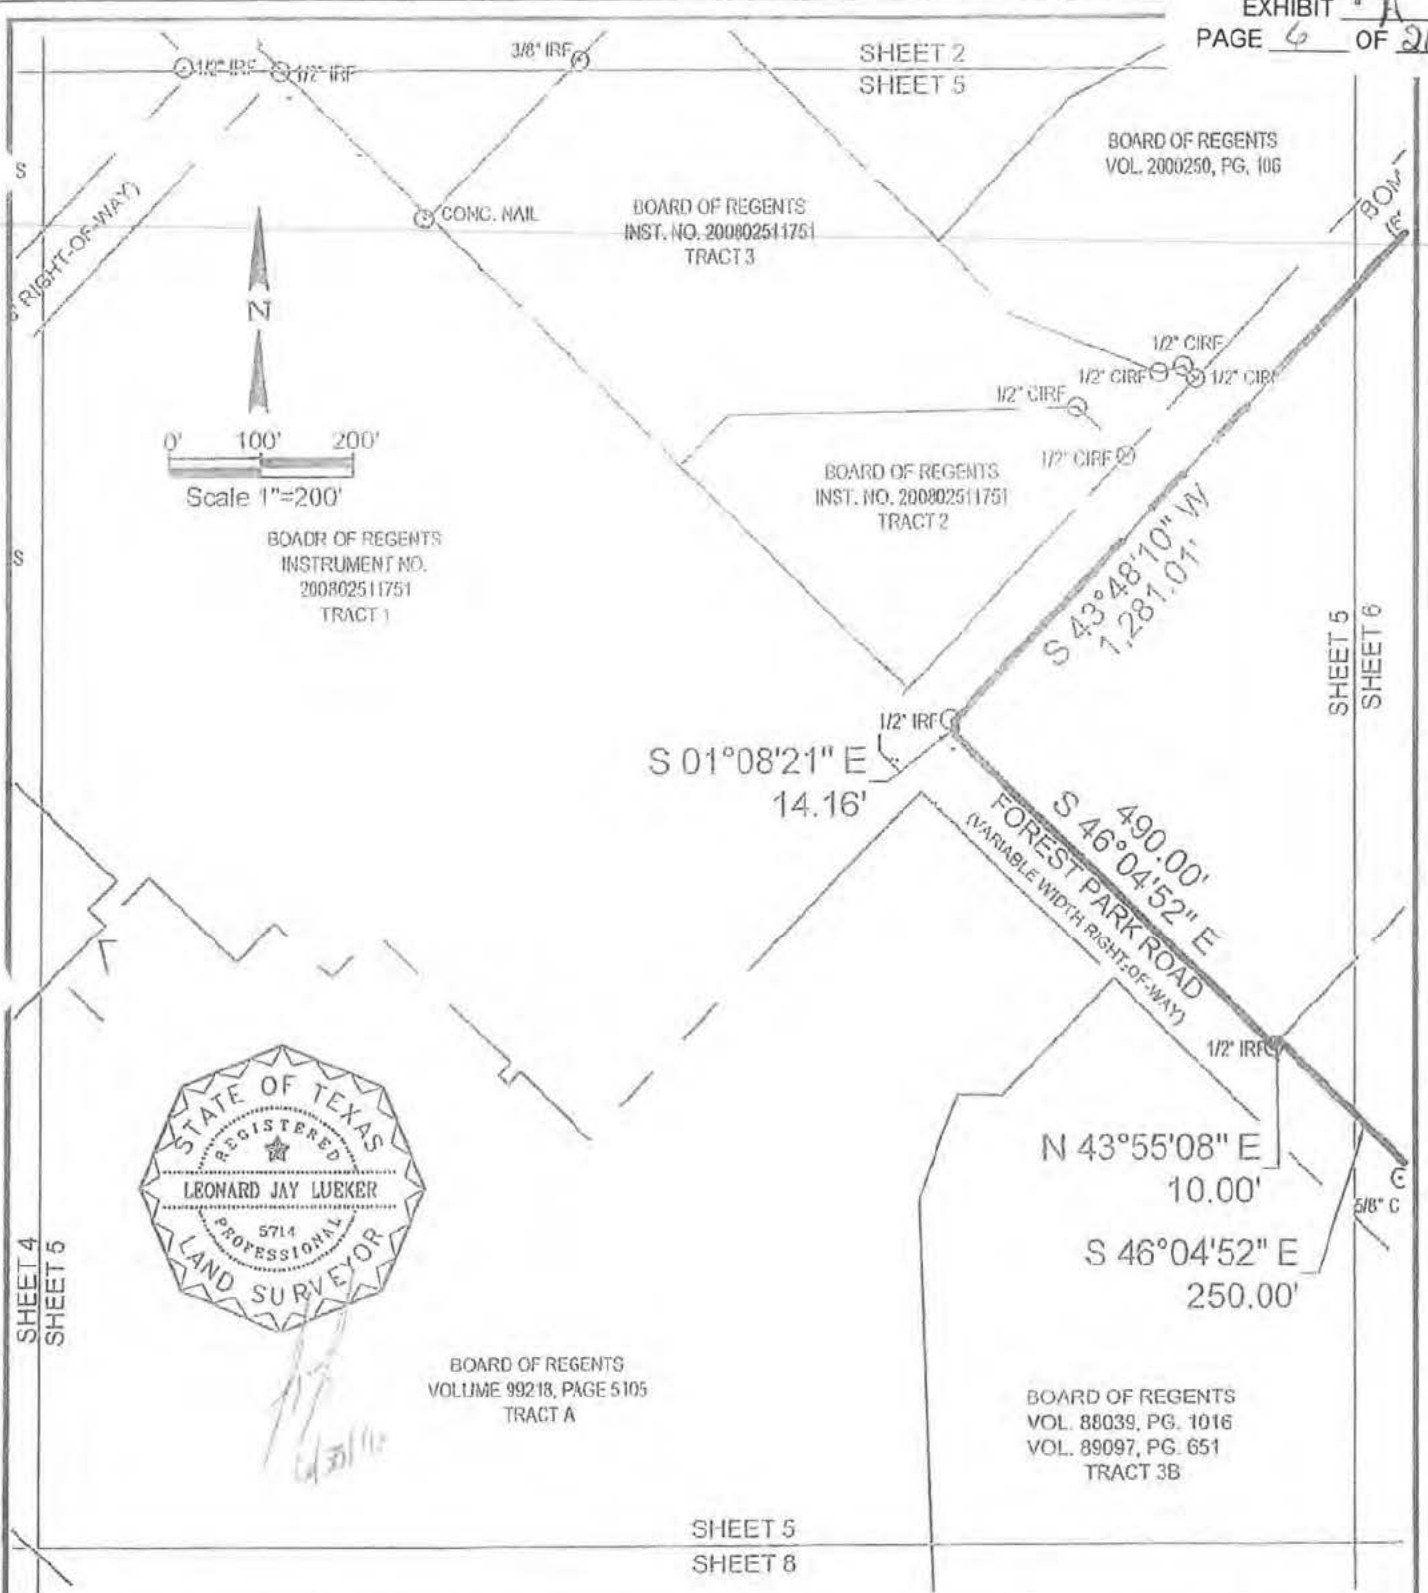 EXHIBIT "A
PAGE 6 OF
SHEET 2
SHEET 5
1/2" IRF
1/2" IRF
3/8" IRF
BOARD OF REGENTS
VOL. 2000250, PG. 106
S
RIGHT-OF-WAY)
CONC. NAIL
BOARD OF REGENTS
INST. NO. 200802511751
TRACT 3
N
1/2" CIRF
1/2" CIRF
1/2" CIRF
1/2" CIRF
0' 100' 200'
Scale 1"=200'
1/2" CIRF
BOARD OF REGENTS
INST. NO. 200802511751
TRACT 2
BOADR OF REGENTS
INSTRUMENT NO.
200802511751
TRACT 1
S
S 43°48'10" W
1,281.01'
SHEET 5
SHEET 6
1/2" IRF
S 01°08'21" E
14.16'
490.00'
S 46°04'52" E
FOREST PARK ROAD
(VARIABLE WIDTH RIGHT-OF-WAY)
1/2" IRF
STATE OF TEXAS
REGISTERED
LEONARD JAY LUEKER
5714
PROFESSIONAL
LAND SURVEYOR
N 43°55'08" E
10.00'
5/8" C
S 46°04'52" E
250.00'
SHEET 4
SHEET 5
BOARD OF REGENTS
VOLUME 99218, PAGE 5105
TRACT A
BOARD OF REGENTS
VOL. 88039, PG. 1016
VOL. 89097, PG. 651
TRACT 3B
SHEET 5
SHEET 8